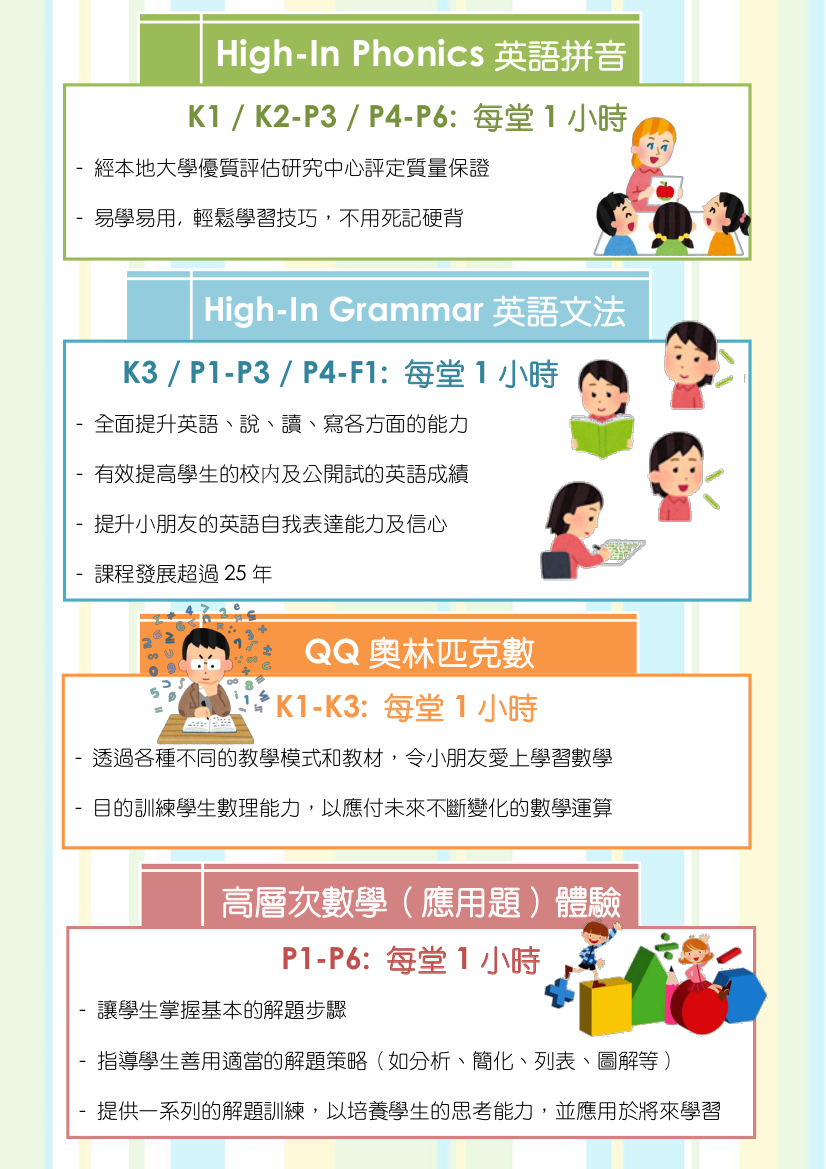 High-In Phonics 英語拼音
K1 / K2-P3 / P4-P6: 每堂 1 小時
- 經本地大學優質評估研究中心評定質量保證
- 易學易用, 輕鬆學習技巧，不用死記硬背
High-In Grammar 英語文法
K3 / P1-P3 / P4-F1: 每堂 1 小時
- 全面提升英語、說、讀、寫各方面的能力
- 有效提高學生的校内及公開試的英語成績
- 提升小朋友的英語自我表達能力及信心
- 課程發展超過 25 年
QQ 奧林匹克數
K1-K3: 每堂 1 小時
- 透過各種不同的教學模式和教材，令小朋友愛上學習數學
- 目的訓練學生數理能力，以應付未來不斷變化的數學運算
高層次數學（應用題）體驗
P1-P6: 每堂 1 小時
- 讓學生掌握基本的解題步驟
- 指導學生善用適當的解題策略（如分析、簡化、列表、圖解等）
- 提供一系列的解題訓練，以培養學生的思考能力，並應用於將來學習